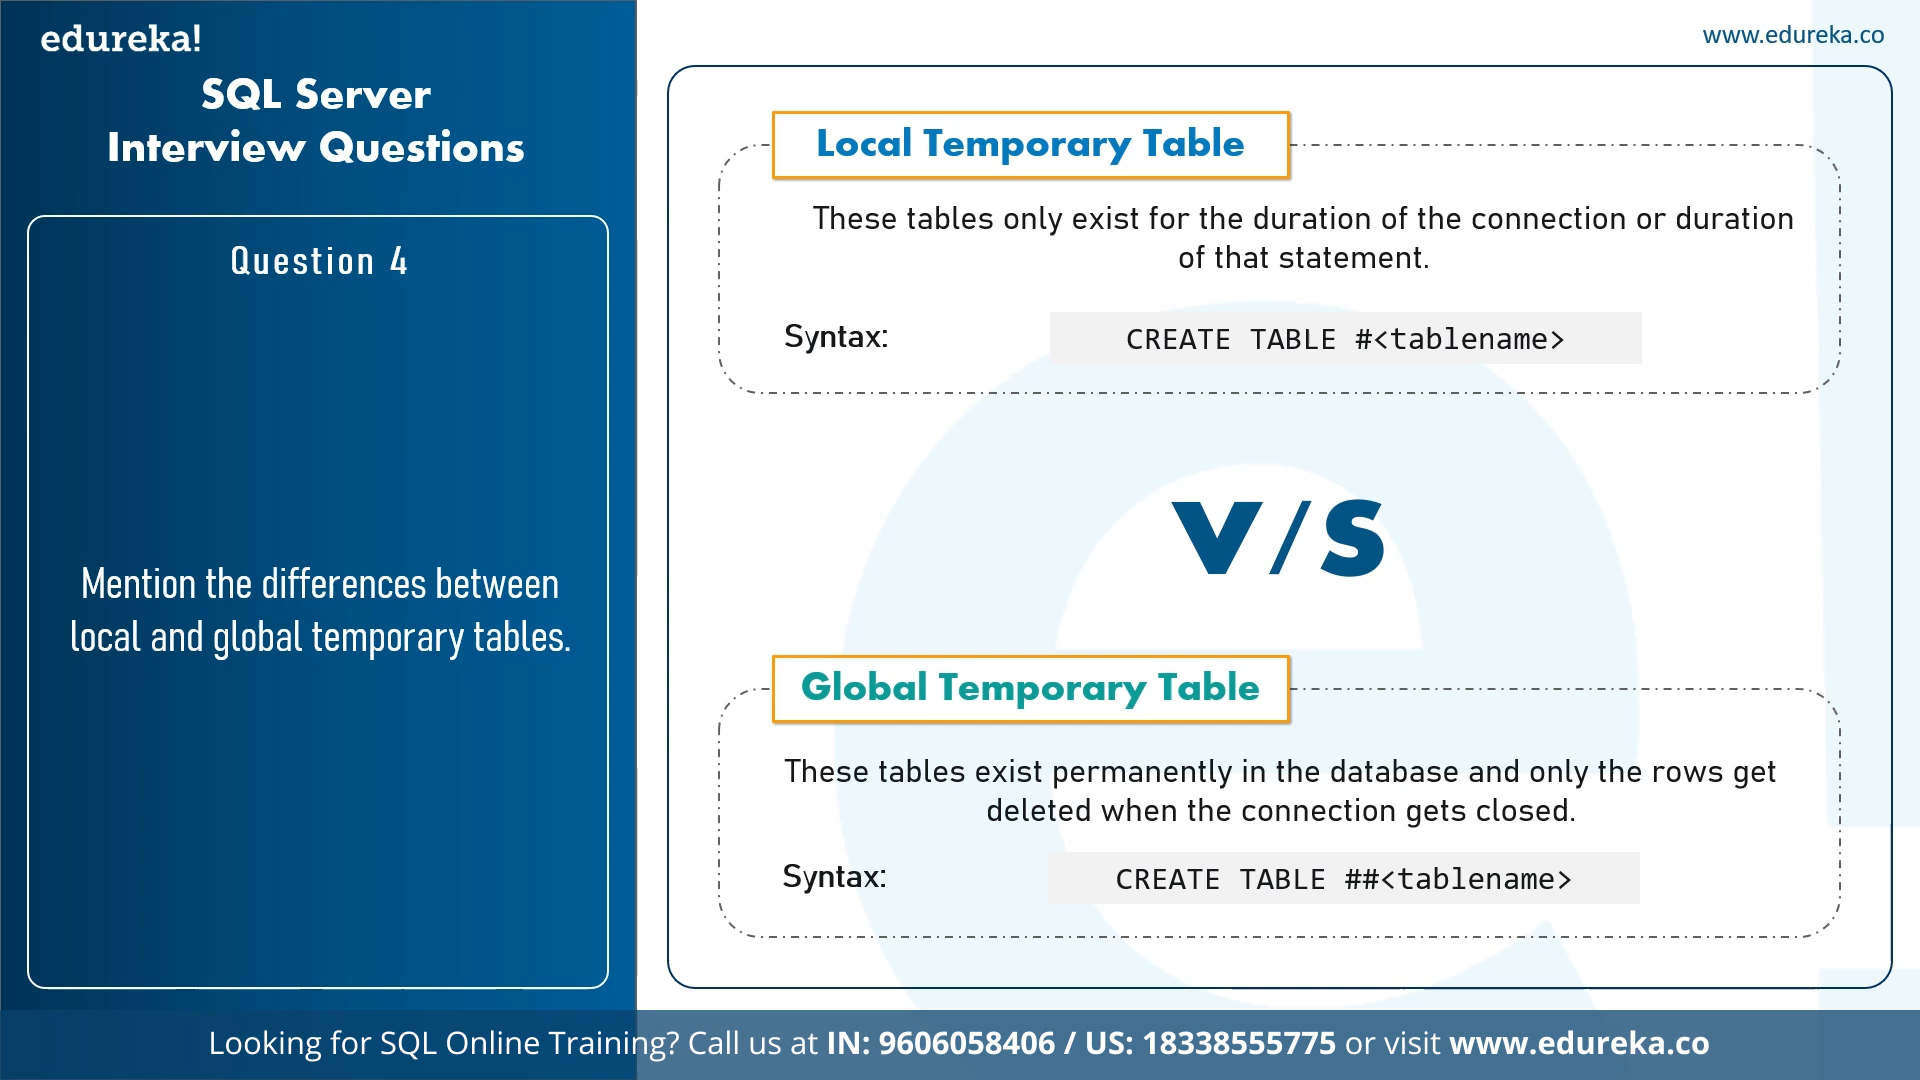 edureka!
www.edureka.co
SQL Server
Interview Questions
Question 4
Mention the differences between
local and global temporary tables.
Local Temporary Table
These tables only exist for the duration of the connection or duration
of that statement.
Syntax:
CREATE TABLE #<tablename>
V/S
Global Temporary Table
These tables exist permanently in the database and only the rows get
deleted when the connection gets closed.
Syntax:
CREATE TABLE ##<tablename>
Looking for SQL Online Training? Call us at IN: 9606058406 / US: 18338555775 or visit www.edureka.co